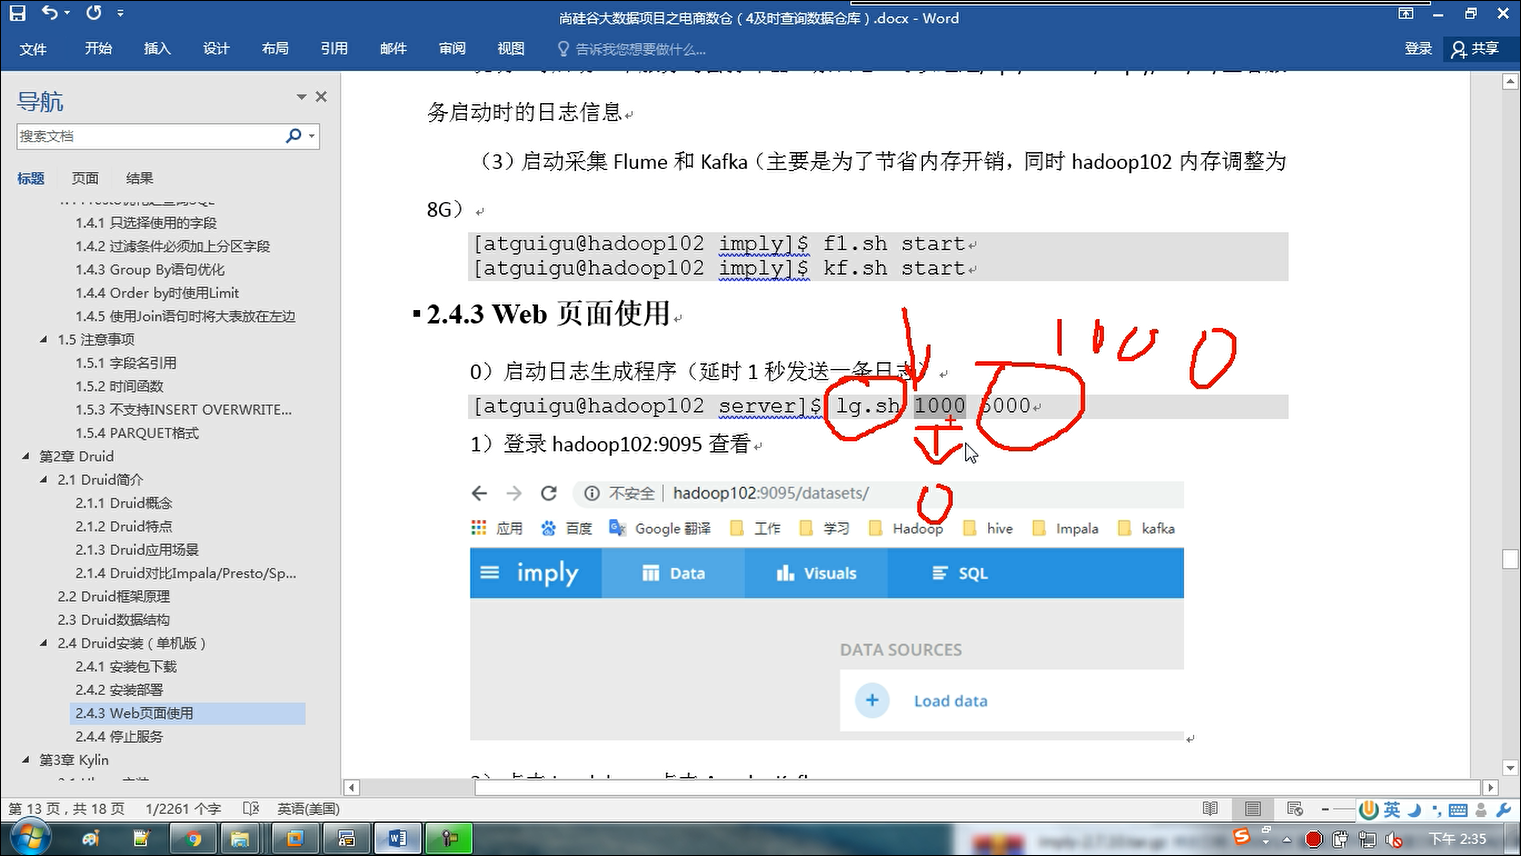 尚硅谷大数据项目之电商数仓（4及时查询数据仓库）.docx - Word
文件 开始 插入 设计 布局 引用 邮件 审阅 视图 告诉我您想要做什么... 登录 共享
导航
搜索文档
标题 页面 结果
1.4.1 只选择使用的字段
1.4.2 过滤条件必须加上分区字段
1.4.3 Group By语句优化
1.4.4 Order by时使用Limit
1.4.5 使用Join语句时将大表放在左边
1.5 注意事项
1.5.1 字段名引用
1.5.2 时间函数
1.5.3 不支持INSERT OVERWRITE...
1.5.4 PARQUET格式
第2章 Druid
2.1 Druid简介
2.1.1 Druid概念
2.1.2 Druid特点
2.1.3 Druid应用场景
2.1.4 Druid对比Impala/Presto/Sp...
2.2 Druid框架原理
2.3 Druid数据结构
2.4 Druid安装（单机版）
2.4.1 安装包下载
2.4.2 安装部署
2.4.3 Web页面使用
2.4.4 停止服务
第3章 Kylin
务启动时的日志信息
（3）启动采集 Flume 和 Kafka（主要是为了节省内存开销，同时 hadoop102 内存调整为
8G）
[atguigu@hadoop102 imply]$ f1.sh start
[atguigu@hadoop102 imply]$ kf.sh start
2.4.3 Web 页面使用
0）启动日志生成程序（延时 1 秒发送一条日志）
[atguigu@hadoop102 server]$ lg.sh 1000 5000
1）登录 hadoop102:9095 查看
不安全 | hadoop102:9095/datasets/
应用 百度 Google 翻译 工作 学习 Hadoop hive Impala kafka
imply Data Visuals SQL
DATA SOURCES
+ Load data
第 13 页，共 18 页 1/2261 个字 英语(美国)
英
下午 2:35